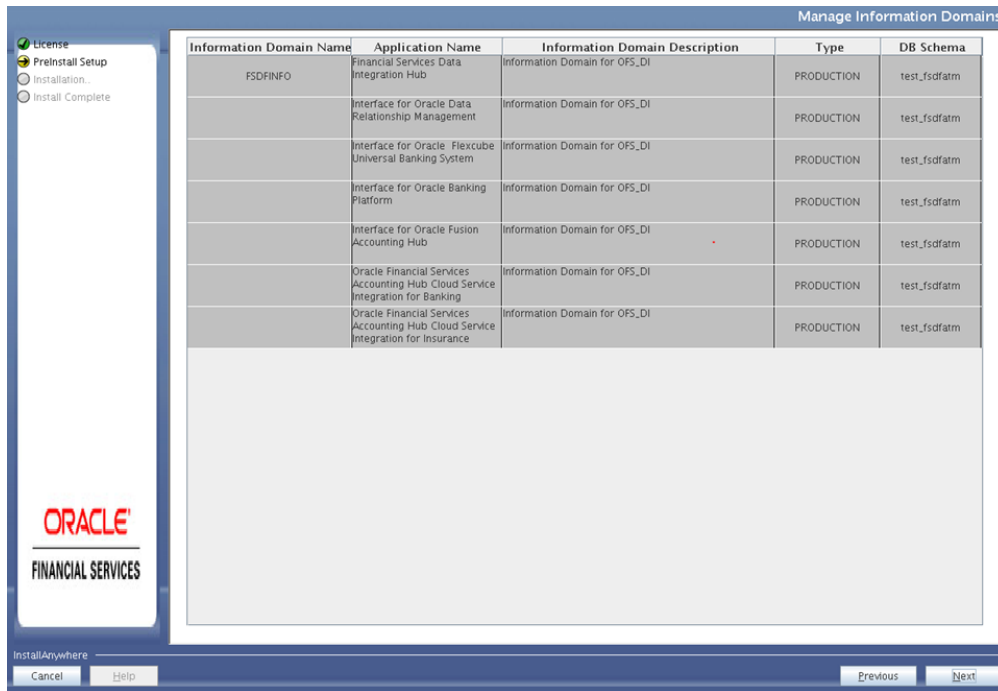 Manage Information Domains
License
PreInstall Setup
Installation..
Install Complete
Information Domain Name Application Name Information Domain Description Type DB Schema
FSDFINFO
Financial Services Data
Integration Hub
Information Domain for OFS_DI
PRODUCTION
test_fsdfatm
Interface for Oracle Data
Relationship Management
Information Domain for OFS_DI
PRODUCTION
test_fsdfatm
Interface for Oracle Flexcube
Universal Banking System
Information Domain for OFS_DI
PRODUCTION
test_fsdfatm
Interface for Oracle Banking
Platform
Information Domain for OFS_DI
PRODUCTION
test_fsdfatm
Interface for Oracle Fusion
Accounting Hub
Information Domain for OFS_DI
PRODUCTION
test_fsdfatm
Oracle Financial Services
Accounting Hub Cloud Service
Integration for Banking
Information Domain for OFS_DI
PRODUCTION
test_fsdfatm
Oracle Financial Services
Accounting Hub Cloud Service
Integration for Insurance
Information Domain for OFS_DI
PRODUCTION
test_fsdfatm
ORACLE
FINANCIAL SERVICES
InstallAnywhere
Cancel
Help
Previous
Next